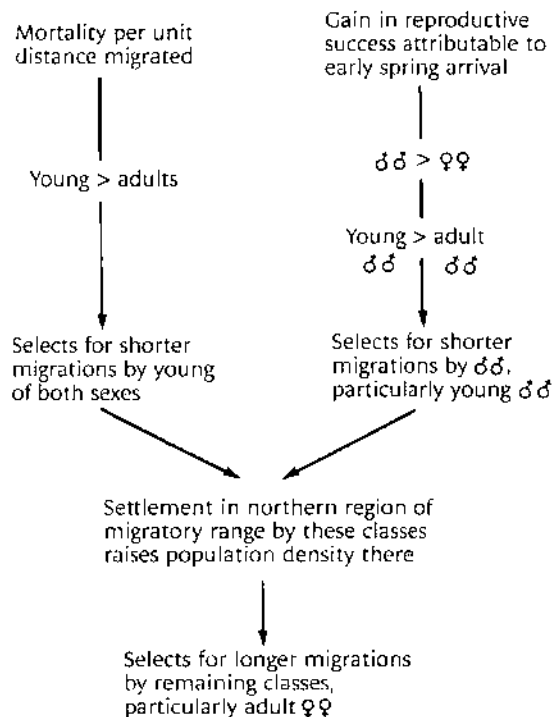 Mortality per unit
distance migrated
Young > adults
Selects for shorter
migrations by young
of both sexes
Gain in reproductive
success attributable to
early spring arrival
♂♂ > ♀♀
Young > adult
♂♂ ♂♂
Selects for shorter
migrations by ♂♂,
particularly young ♂♂
Settlement in northern region of
migratory range by these classes
raises population density there
Selects for longer migrations
by remaining classes,
particularly adult ♀♀